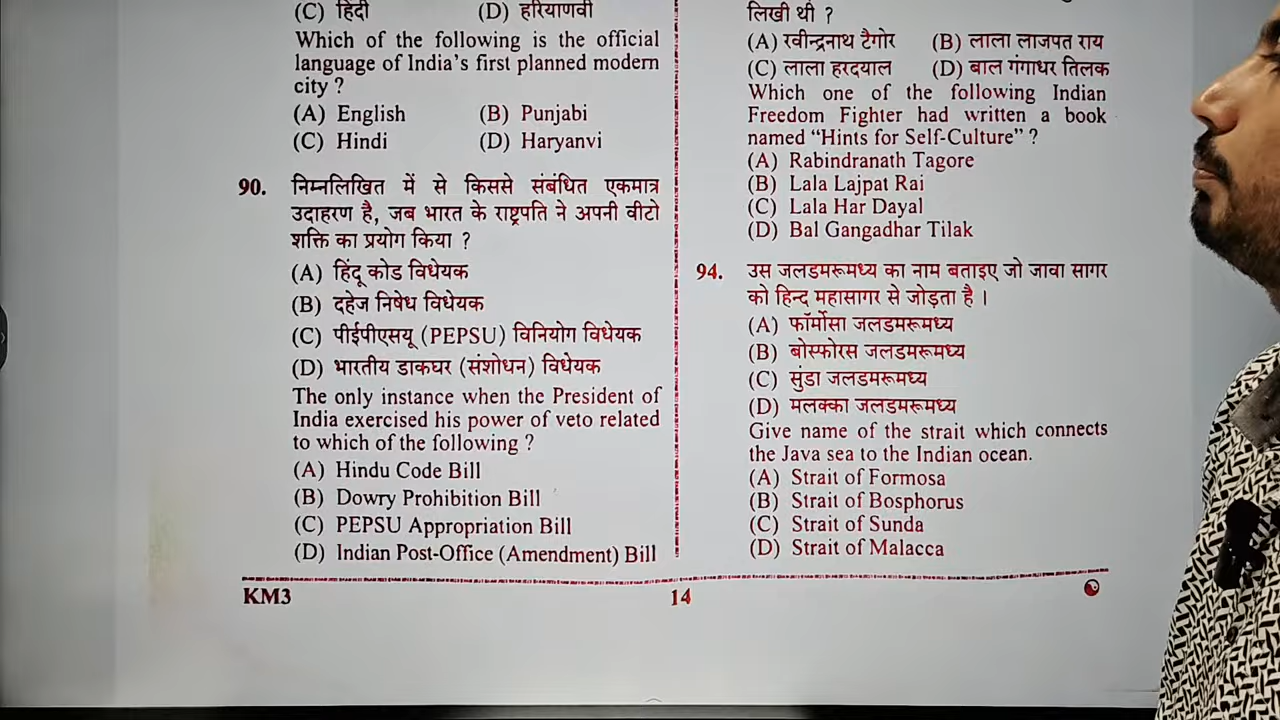 (C) हिंदी (D) हरियाणवी
Which of the following is the official
language of India's first planned modern
city ?
(A) English (B) Punjabi
(C) Hindi (D) Haryanvi
90. निम्नलिखित में से किससे संबंधित एकमात्र
उदाहरण है, जब भारत के राष्ट्रपति ने अपनी वीटो
शक्ति का प्रयोग किया ?
(A) हिंदू कोड विधेयक
(B) दहेज निषेध विधेयक
(C) पीईपीएसयू (PEPSU) विनियोग विधेयक
(D) भारतीय डाकघर (संशोधन) विधेयक
The only instance when the President of
India exercised his power of veto related
to which of the following ?
(A) Hindu Code Bill
(B) Dowry Prohibition Bill
(C) PEPSU Appropriation Bill
(D) Indian Post-Office (Amendment) Bill
लिखी थी ?
(A) रवीन्द्रनाथ टैगोर (B) लाला लाजपत राय
(C) लाला हरदयाल (D) बाल गंगाधर तिलक
Which one of the following Indian
Freedom Fighter had written a book
named “Hints for Self-Culture” ?
(A) Rabindranath Tagore
(B) Lala Lajpat Rai
(C) Lala Har Dayal
(D) Bal Gangadhar Tilak
94. उस जलडमरूमध्य का नाम बताइए जो जावा सागर
को हिन्द महासागर से जोड़ता है ।
(A) फॉर्मोसा जलडमरूमध्य
(B) बोस्फोरस जलडमरूमध्य
(C) सुंडा जलडमरूमध्य
(D) मलक्का जलडमरूमध्य
Give name of the strait which connects
the Java sea to the Indian ocean.
(A) Strait of Formosa
(B) Strait of Bosphorus
(C) Strait of Sunda
(D) Strait of Malacca
KM3 14